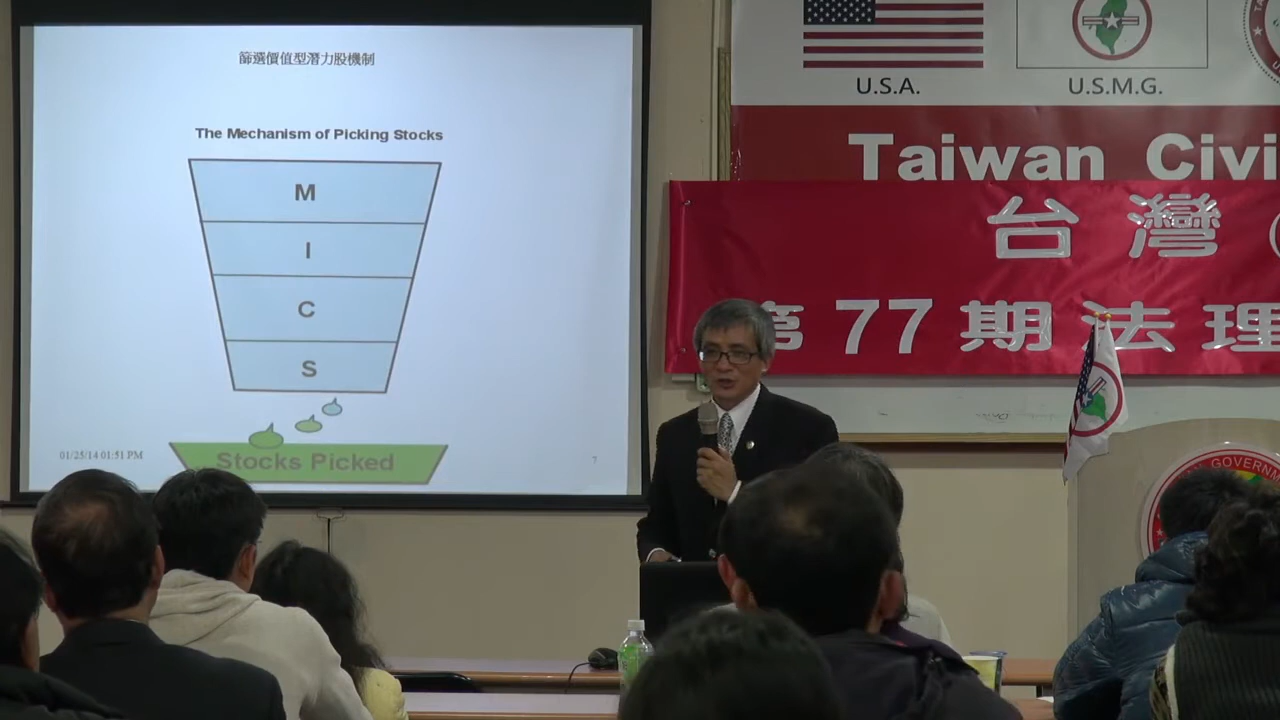 篩選價值型潛力股機制
The Mechanism of Picking Stocks
M
I
C
S
Stocks Picked
01/25/14 01:51 PM
7
U.S.A.
U.S.M.G.
Taiwan Civi
台灣
第77期法理
GOVERNM